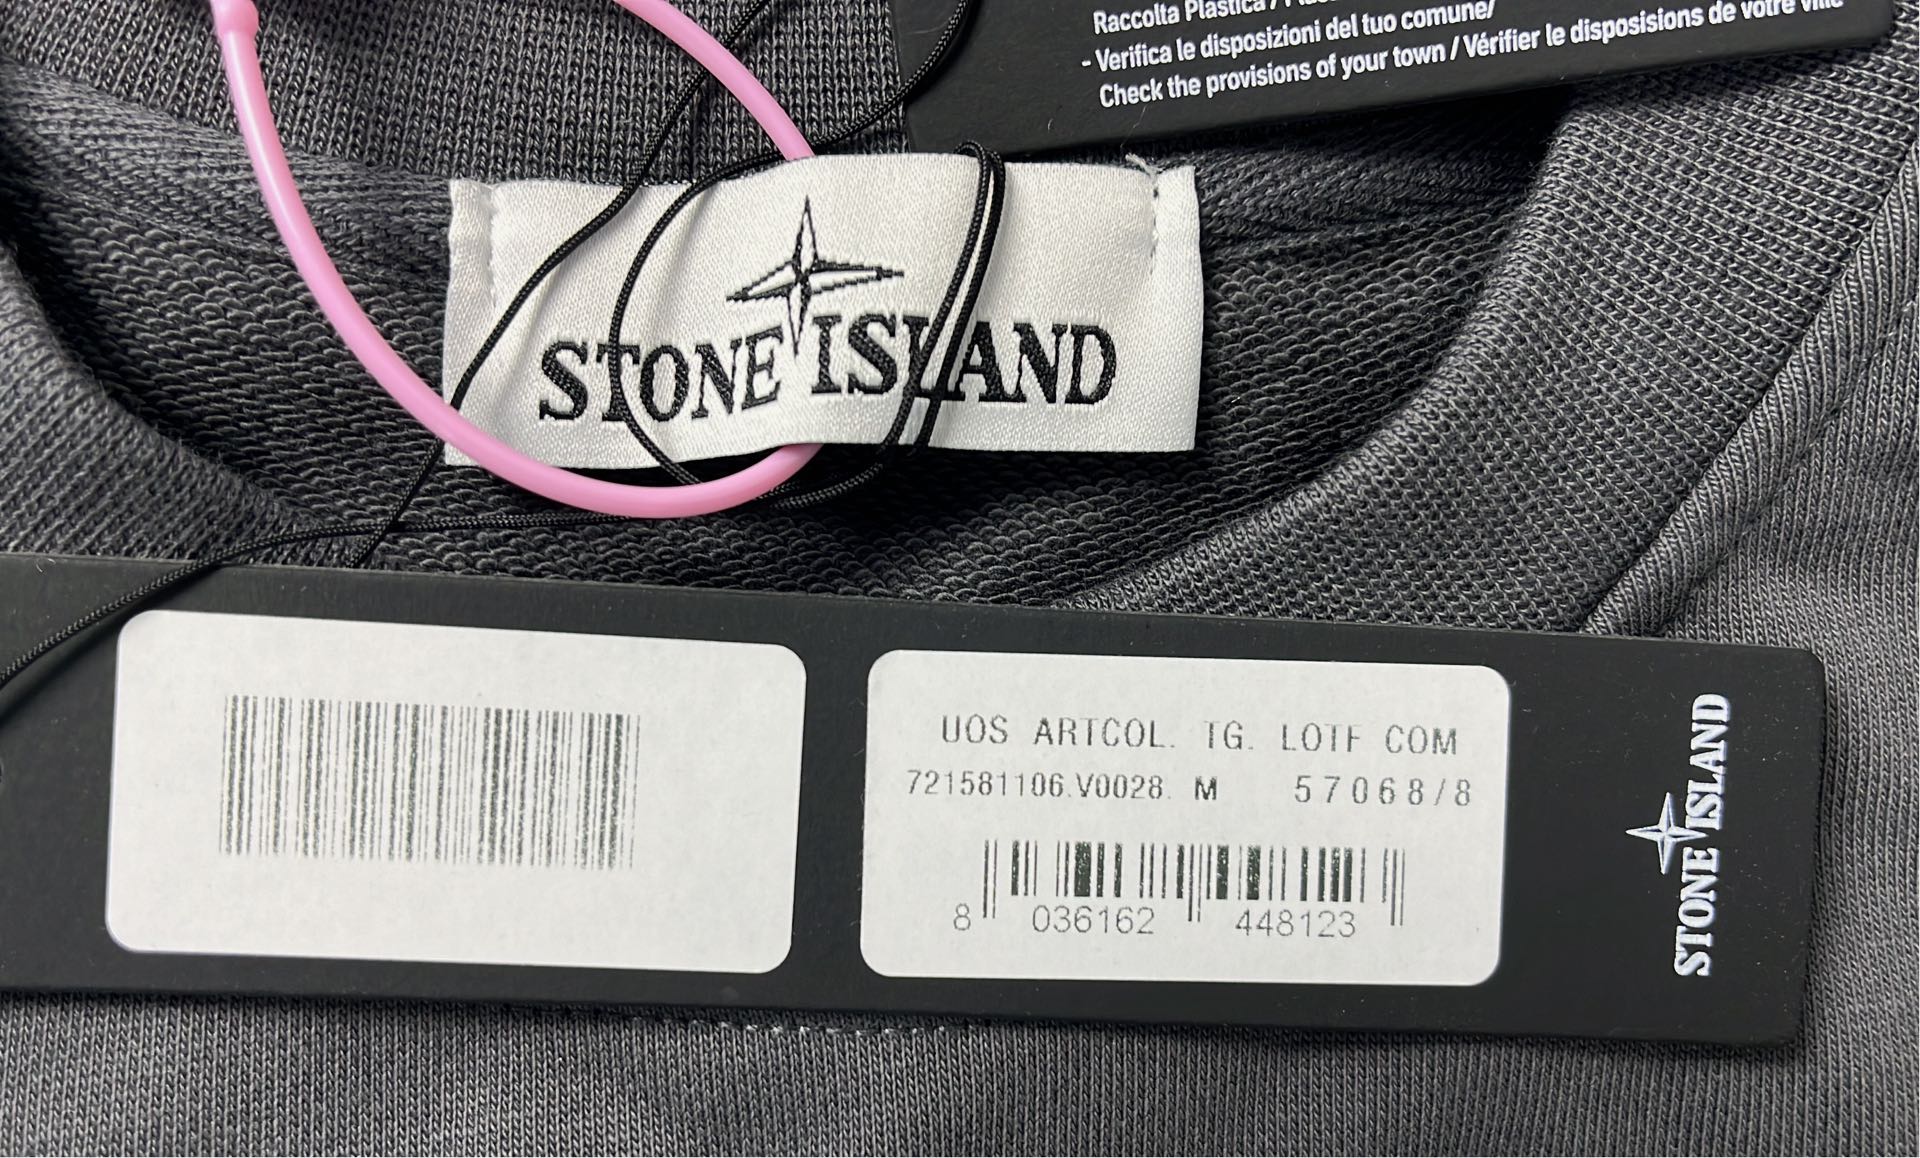 Raccolta Plastica /
- Verifica le disposizioni del tuo comune/
Check the provisions of your town / Vérifier le disposisions de votre ville
STONE ISLAND
UOS ARTCOL. TG. LOTF COM
721581106.V0028. M 57068/8
8 036162 448123
STONE ISLAND